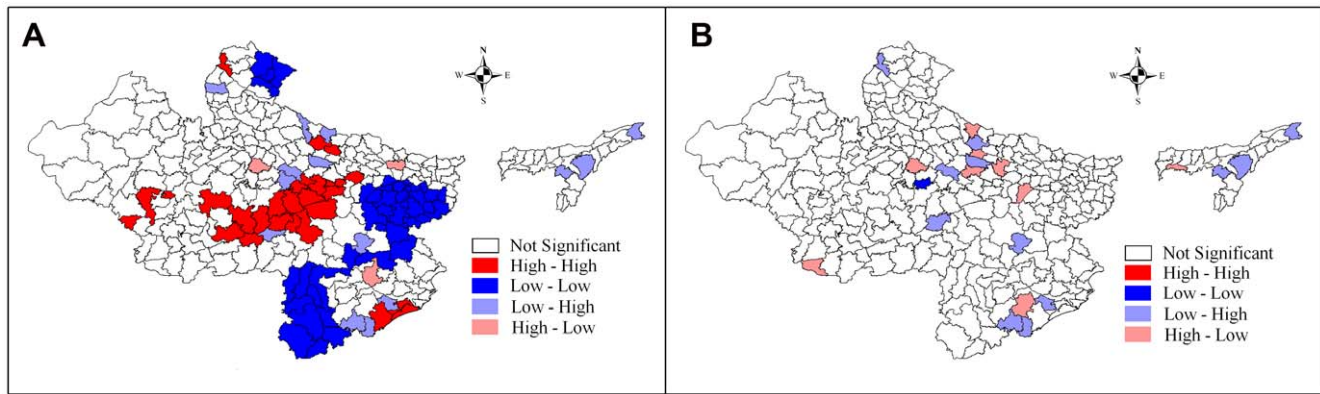 A
N
W E
S
Not Significant
High - High
Low - Low
Low - High
High - Low
B
N
W E
S
Not Significant
High - High
Low - Low
Low - High
High - Low